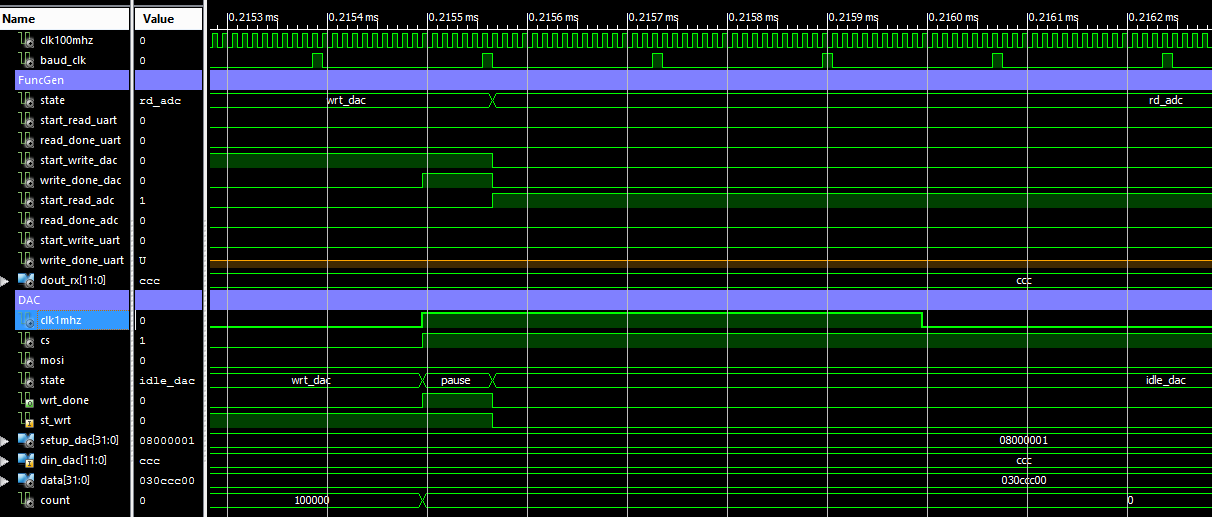 Name Value 0.2153 ms 0.2154 ms 0.2155 ms 0.2156 ms 0.2157 ms 0.2158 ms 0.2159 ms 0.2160 ms 0.2161 ms 0.2162 ms
clk100mhz 0
baud_clk 0
FuncGen
state rd_adc wrt_dac rd_adc
start_read_uart 0
read_done_uart 0
start_write_dac 0
write_done_dac 0
start_read_adc 1
read_done_adc 0
start_write_uart 0
write_done_uart U
dout_rx[11:0] ccc ccc
DAC
clk1mhz 0
cs 1
mosi 0
state idle_dac wrt_dac pause idle_dac
wrt_done 0
st_wrt 0
setup_dac[31:0] 08000001 08000001
din_dac[11:0] ccc ccc
data[31:0] 030ccc00 030ccc00
count 0 100000 0